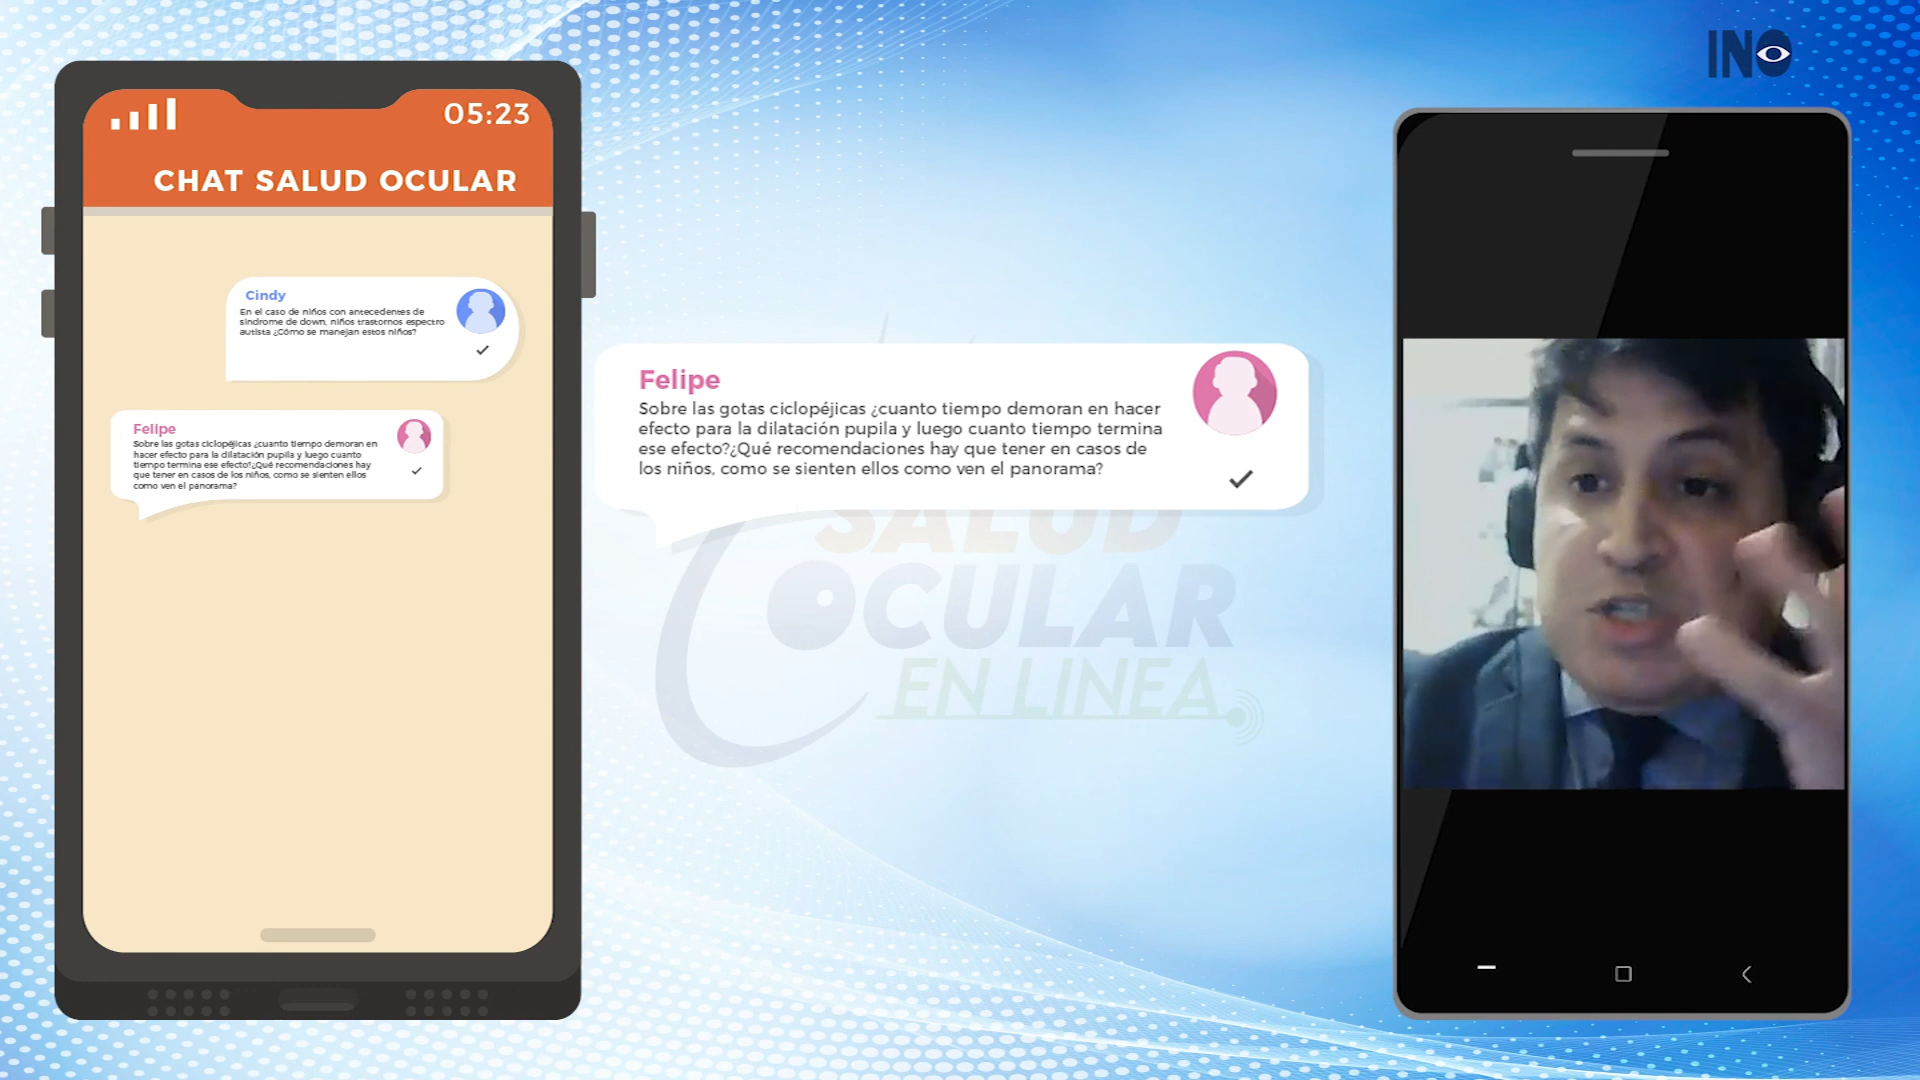 INO
05:23
CHAT SALUD OCULAR
Cindy
En el caso de niños con antecedentes de
sindrome de down, niños trastornos espectro
autista ¿Cómo se manejan estos niños?
Felipe
Sobre las gotas ciclopéjicas ¿cuanto tiempo demoran en
hacer efecto para la dilatación pupila y luego cuanto
tiempo termina ese efecto?¿Qué recomendaciones hay
que tener en casos de los niños, como se sienten ellos
como ven el panorama?
Felipe
Sobre las gotas ciclopéjicas ¿cuanto tiempo demoran en hacer
efecto para la dilatación pupila y luego cuanto tiempo termina
ese efecto?¿Qué recomendaciones hay que tener en casos de
los niños, como se sienten ellos como ven el panorama?
SALUD
OCULAR
EN LINEA